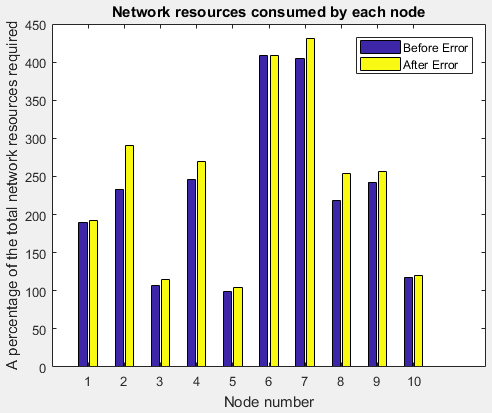 Network resources consumed by each node
A percentage of the total network resources required
450
400
350
300
250
200
150
100
50
0
Before Error
After Error
1 2 3 4 5 6 7 8 9 10
Node number